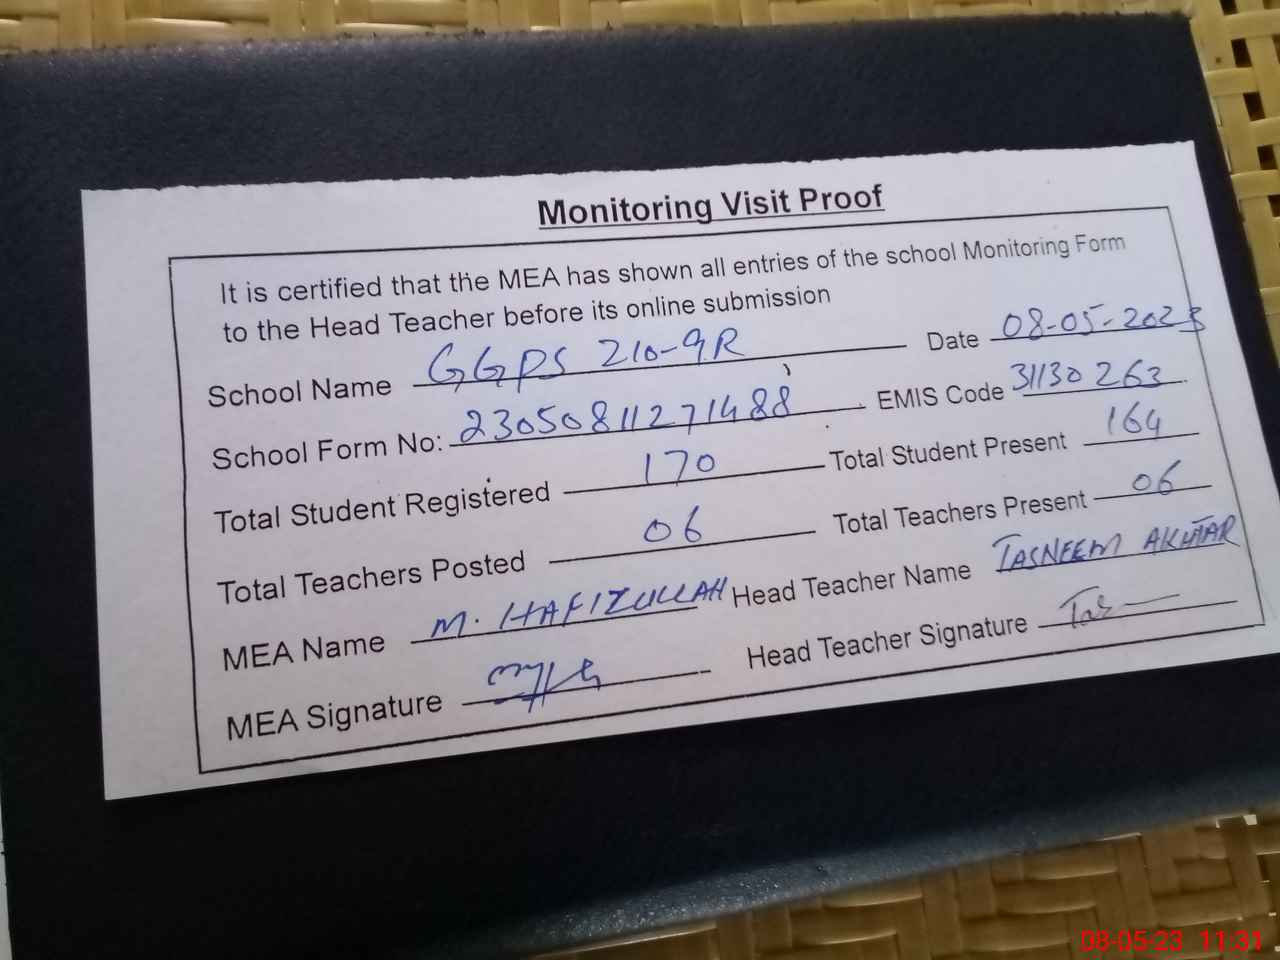 Monitoring Visit Proof
It is certified that the MEA has shown all entries of the school Monitoring Form
to the Head Teacher before its online submission
School Name GGPS 210-9R Date 08-05-2023
School Form No: 23050811271488 EMIS Code 31130263
Total Student Registered 170 Total Student Present 164
Total Teachers Posted 06 Total Teachers Present 06
MEA Name M. HAFIZULLAH Head Teacher Name TASNEEM AKHTAR
MEA Signature Head Teacher Signature Tas
08-05-23 11:31